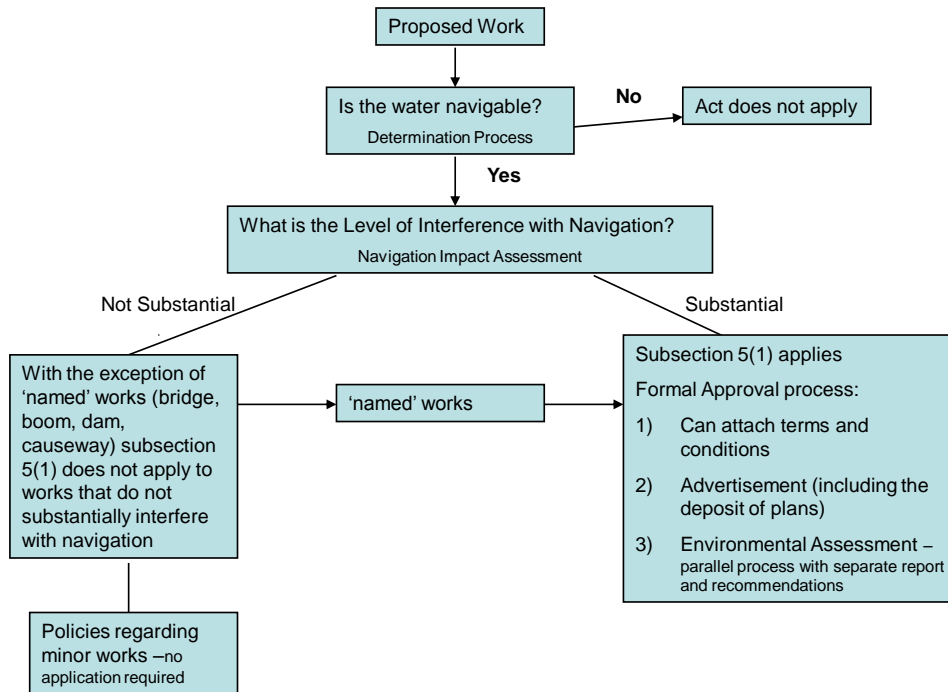 Proposed Work
Is the water navigable?
Determination Process
No
Act does not apply
Yes
What is the Level of Interference with Navigation?
Navigation Impact Assessment
Not Substantial
Substantial
With the exception of
‘named’ works (bridge,
boom, dam,
causeway) subsection
5(1) does not apply to
works that do not
substantially interfere
with navigation
‘named’ works
Subsection 5(1) applies
Formal Approval process:
1) Can attach terms and
conditions
2) Advertisement (including the
deposit of plans)
3) Environmental Assessment –
parallel process with separate report
and recommendations
Policies regarding
minor works –no
application required